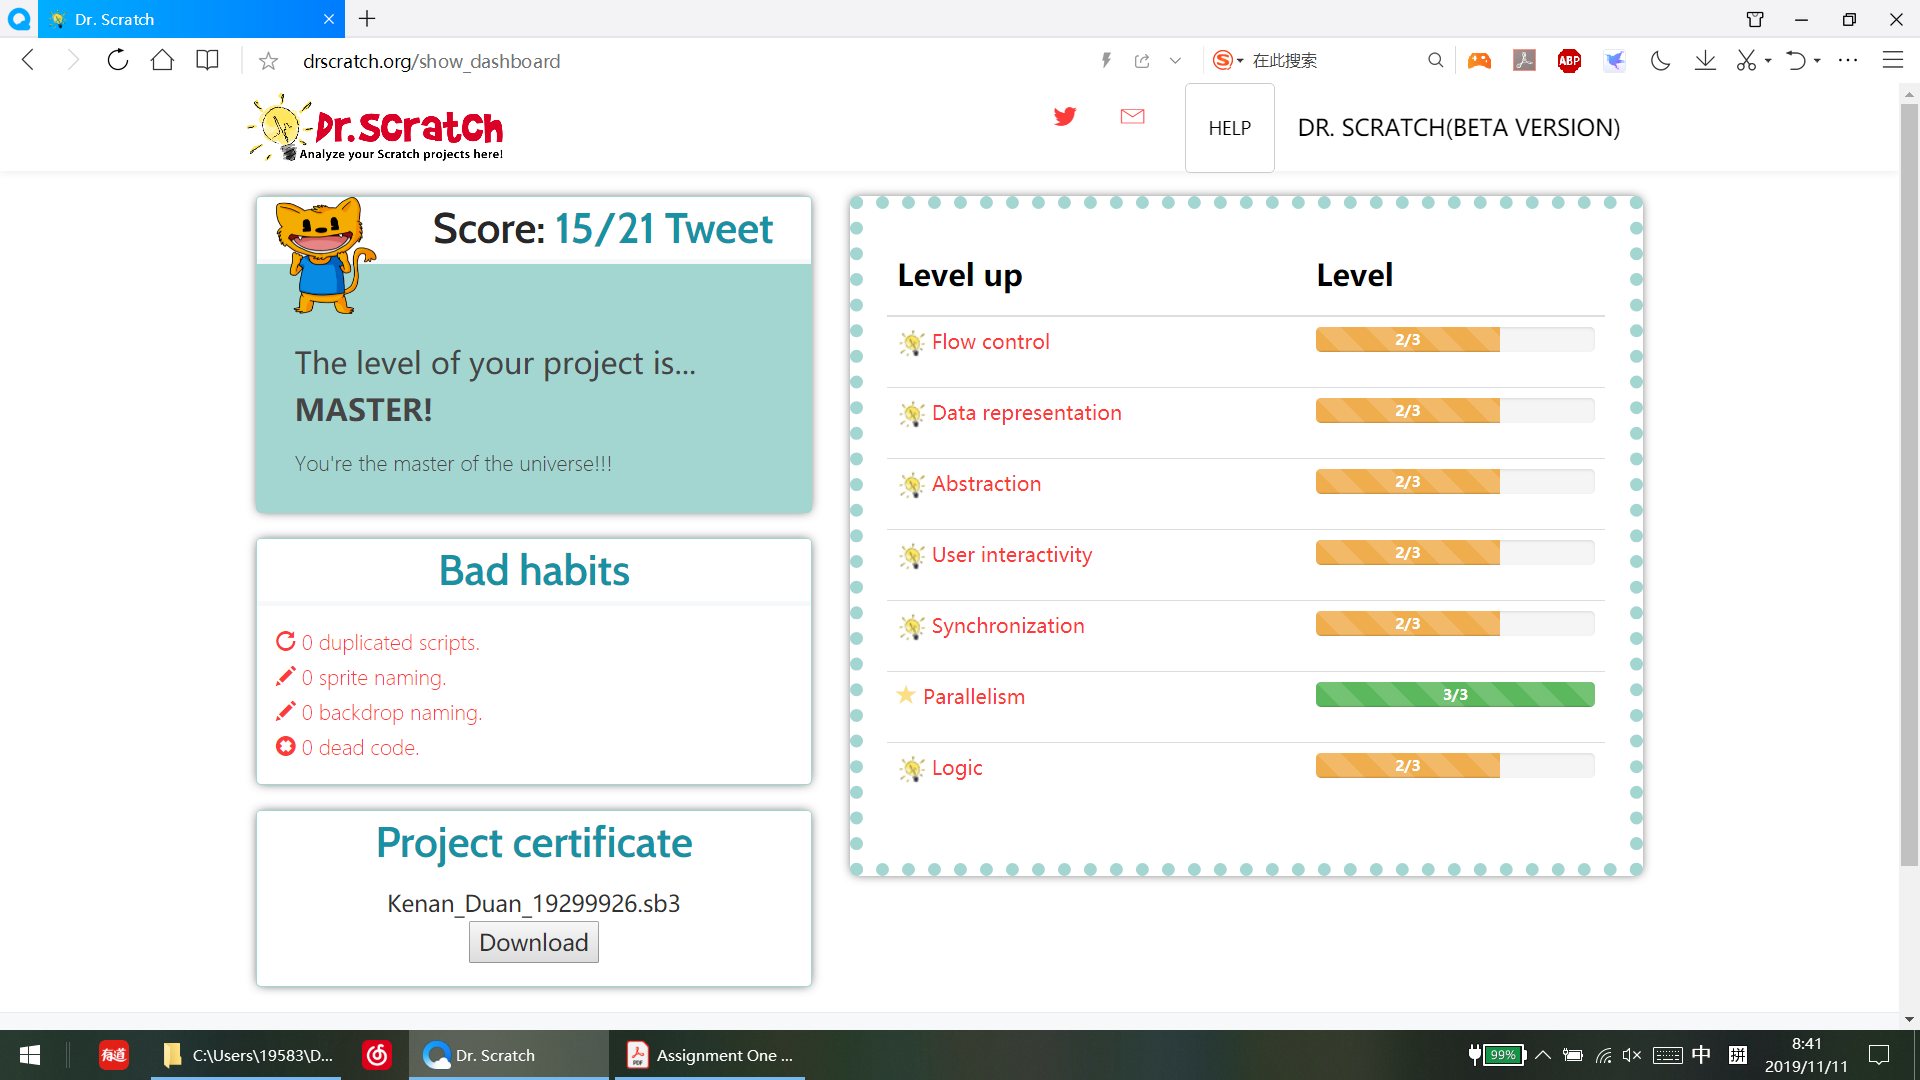 Dr. Scratch
drscratch.org/show_dashboard
在此搜索
ABP
Dr.Scratch
Analyze your Scratch projects here!
HELP
DR. SCRATCH(BETA VERSION)
Score: 15/21 Tweet
The level of your project is...
MASTER!
You're the master of the universe!!!
Bad habits
0 duplicated scripts.
0 sprite naming.
0 backdrop naming.
0 dead code.
Project certificate
Kenan_Duan_19299926.sb3
Download
Level up Level
Flow control 2/3
Data representation 2/3
Abstraction 2/3
User interactivity 2/3
Synchronization 2/3
Parallelism 3/3
Logic 2/3
有道
C:\Users\19583\D...
Dr. Scratch
PDF
Assignment One ...
99%
中
拼
8:41
2019/11/11